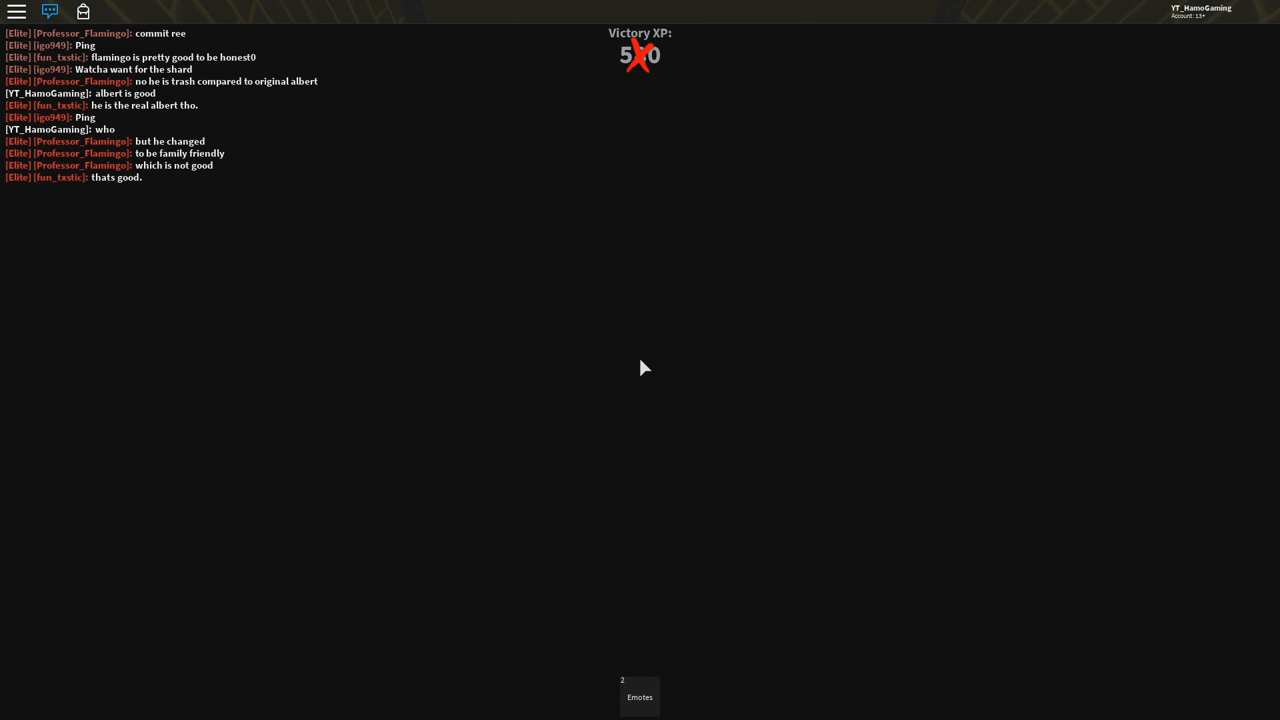 YT_HamoGaming
Account: 13+
[Elite] [Professor_Flamingo]: commit ree
[Elite] [igo949]: Ping
[Elite] [fun_txstic]: flamingo is pretty good to be honest0
[Elite] [igo949]: Watcha want for the shard
[Elite] [Professor_Flamingo]: no he is trash compared to original albert
[YT_HamoGaming]: albert is good
[Elite] [fun_txstic]: he is the real albert tho.
[Elite] [igo949]: Ping
[YT_HamoGaming]: who
[Elite] [Professor_Flamingo]: but he changed
[Elite] [Professor_Flamingo]: to be family friendly
[Elite] [Professor_Flamingo]: which is not good
[Elite] [fun_txstic]: thats good.
Victory XP:
2
Emotes